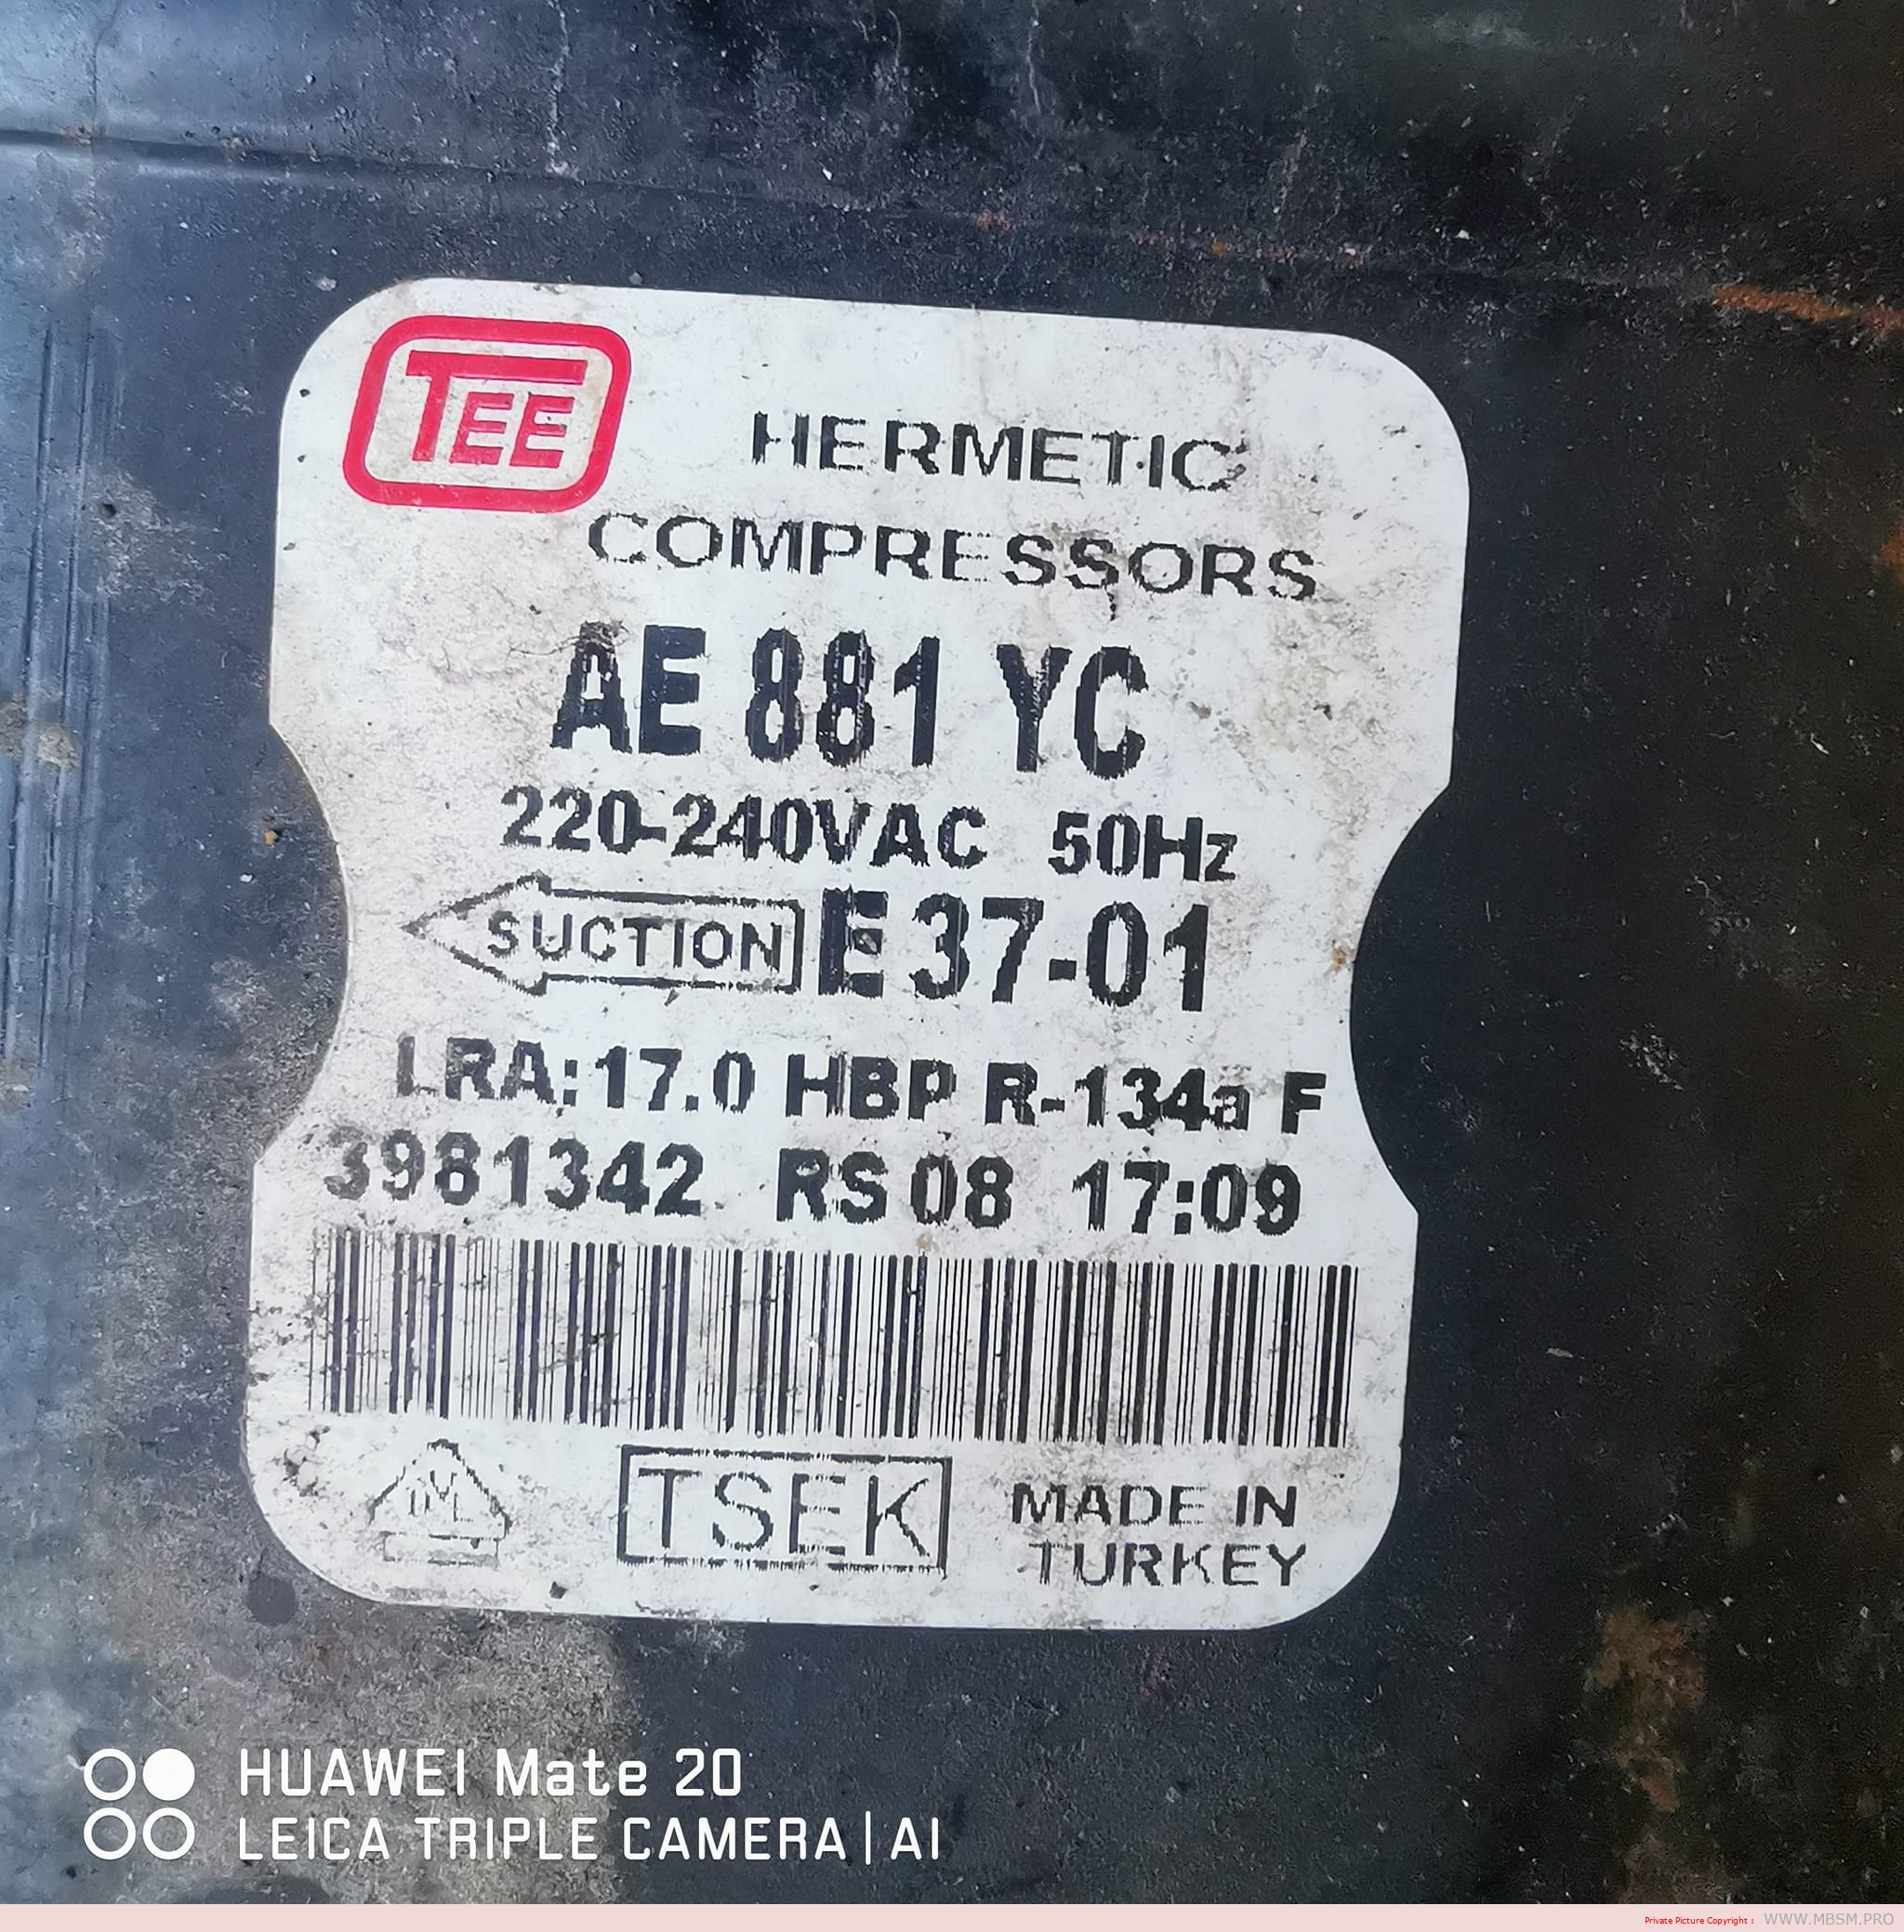 TEE
HERMETIC
COMPRESSORS
AE 881 YC
220-240VAC 50Hz
SUCTION E 37-01
LRA:17.0 HBP R-134a F
3981342 RS 08 17:09
TSEK
MADE IN
TURKEY
HUAWEI Mate 20
LEICA TRIPLE CAMERA | AI
Private Picture Copyright : WWW.MBSM.PRO